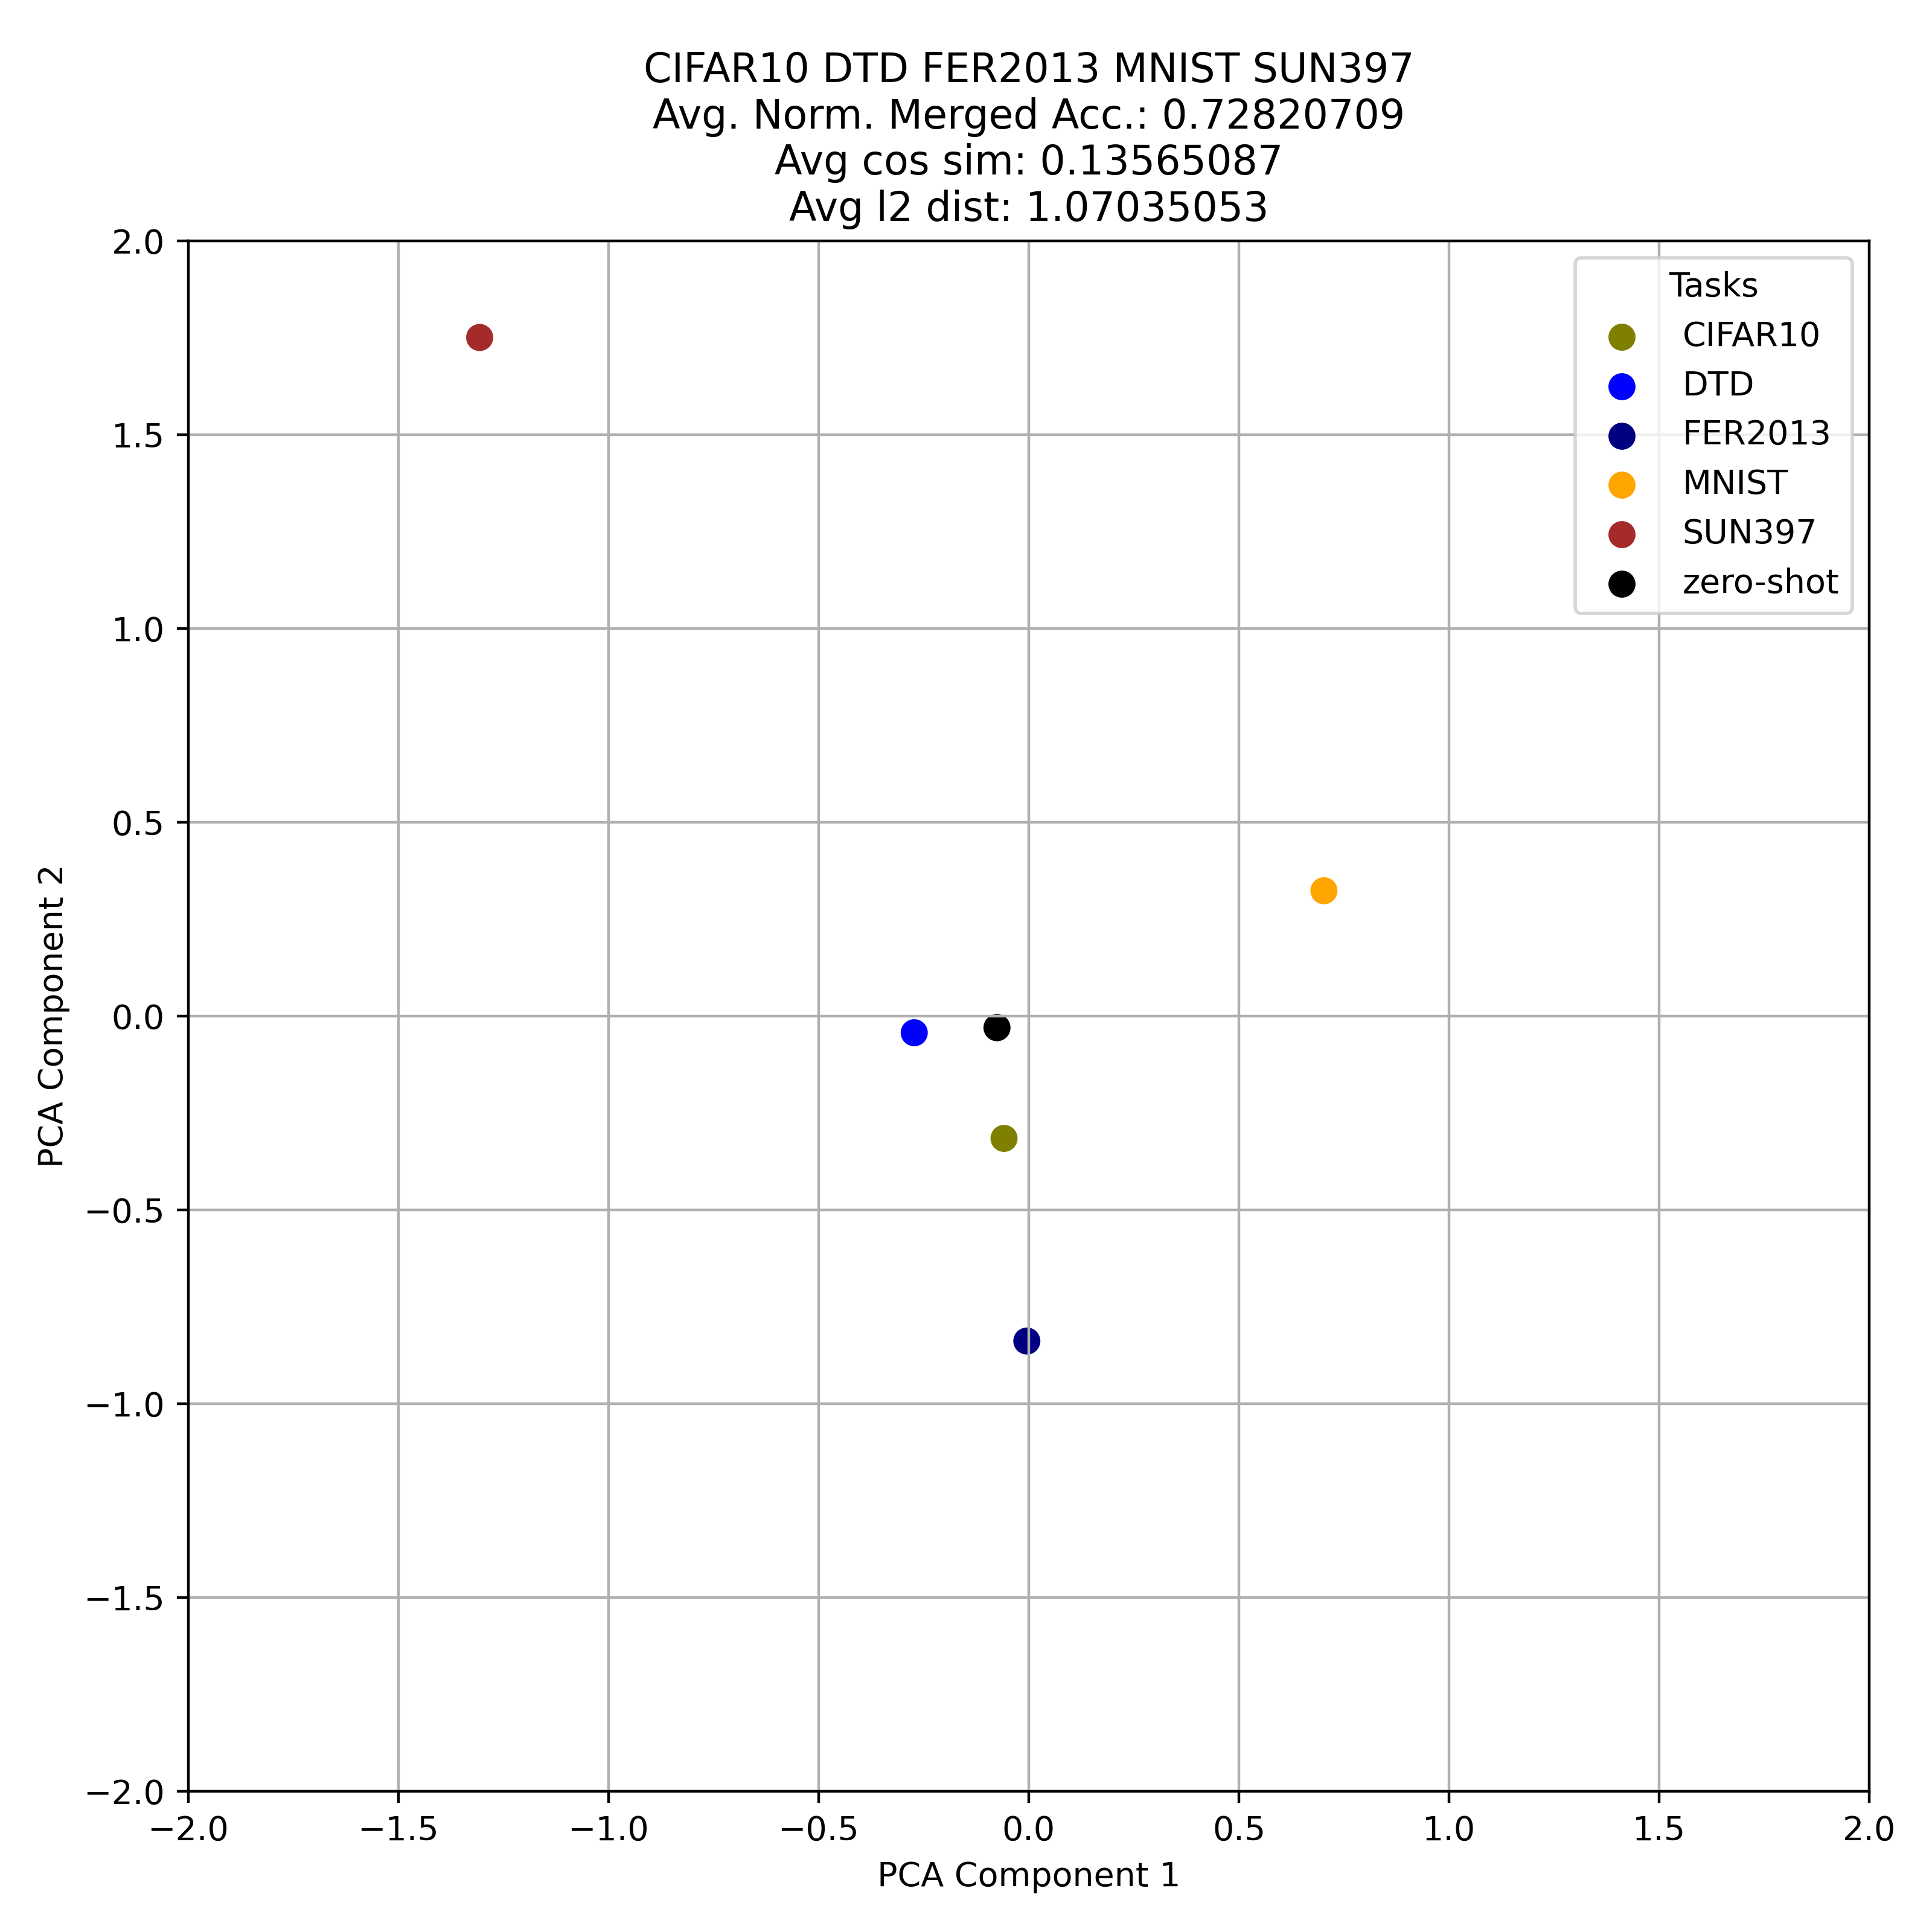 CIFAR10 DTD FER2013 MNIST SUN397
Avg. Norm. Merged Acc.: 0.72820709
Avg cos sim: 0.13565087
Avg l2 dist: 1.07035053
Tasks
CIFAR10
DTD
FER2013
MNIST
SUN397
zero-shot
2.0
1.5
1.0
0.5
0.0
−0.5
−1.0
−1.5
−2.0
PCA Component 2
−2.0 −1.5 −1.0 −0.5 0.0 0.5 1.0 1.5 2.0
PCA Component 1